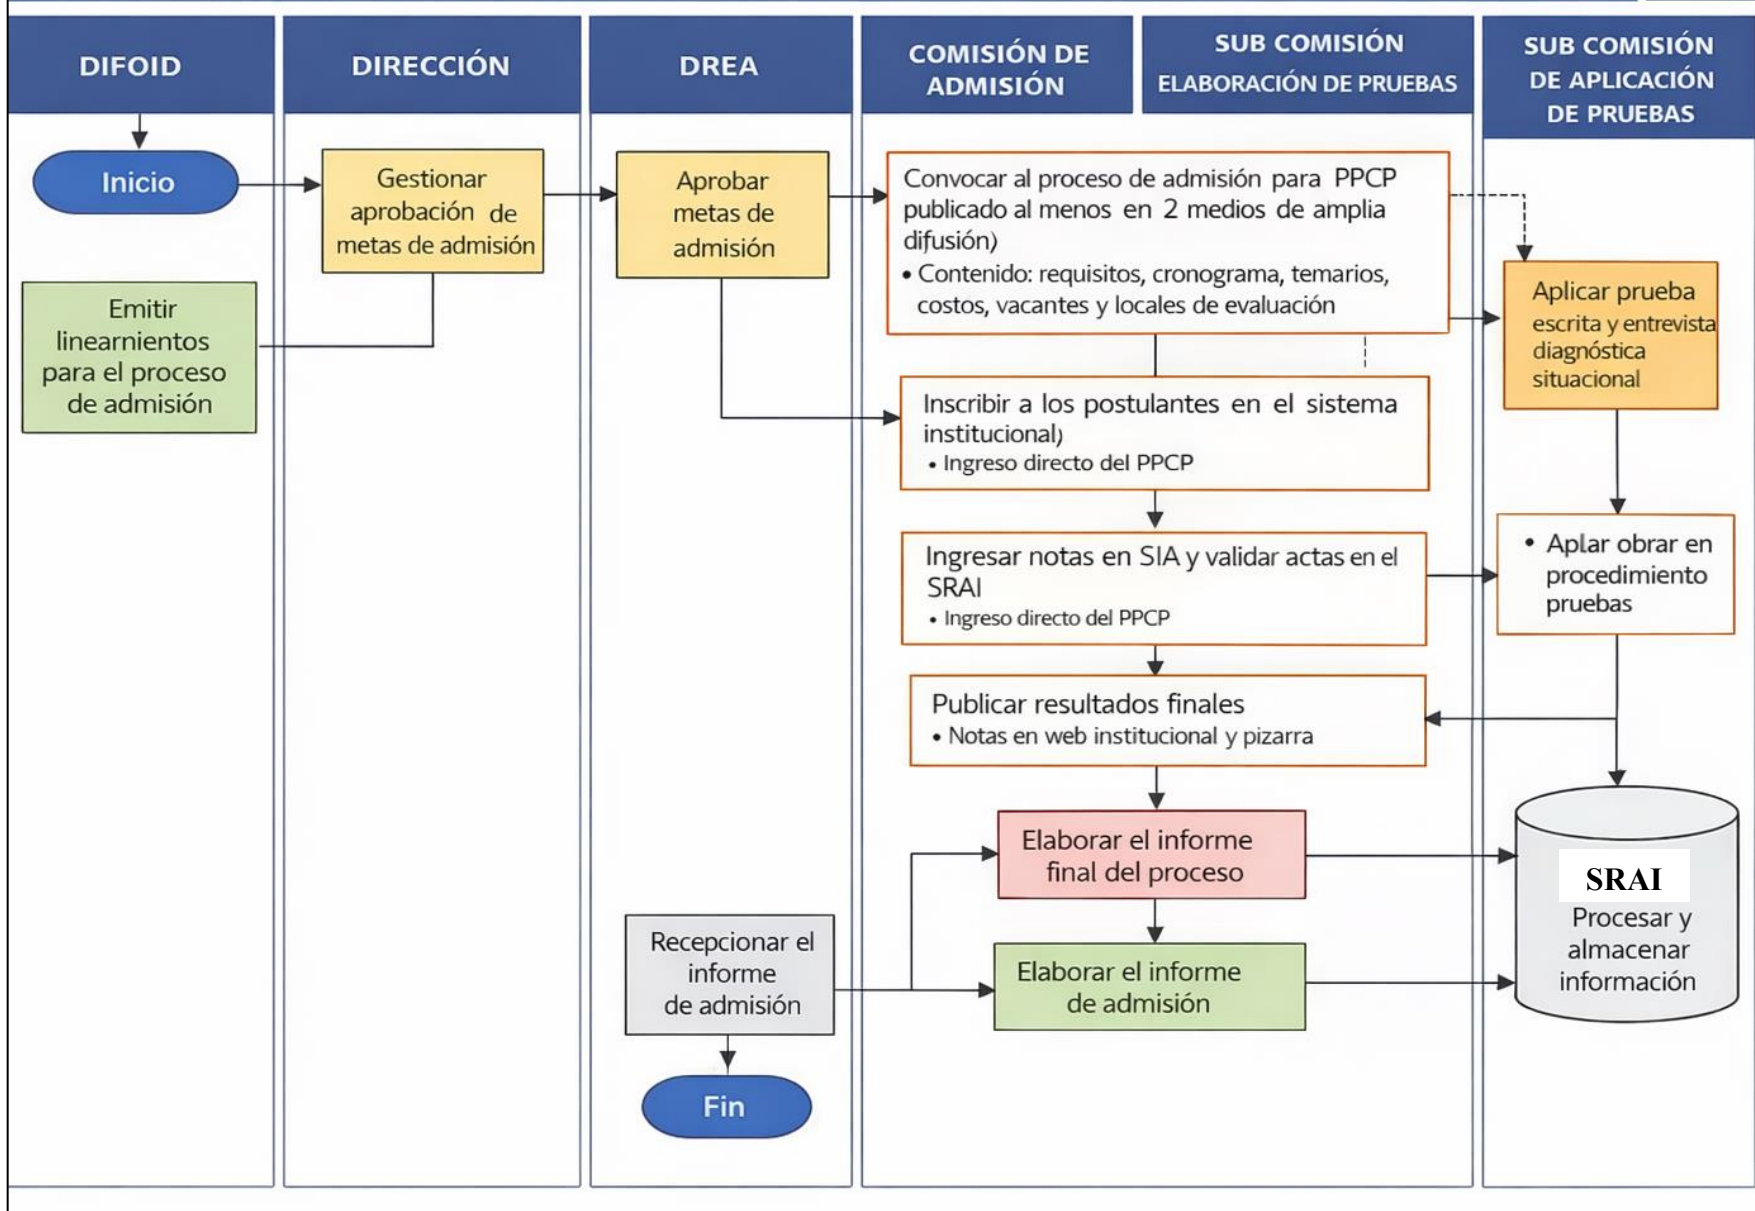 DIFOID
DIRECCIÓN
DREA
COMISIÓN DE
ADMISIÓN
SUB COMISIÓN
ELABORACIÓN DE PRUEBAS
SUB COMISIÓN
DE APLICACIÓN
DE PRUEBAS
Inicio
Gestionar
aprobación de
metas de admisión
Aprobar
metas de
admisión
Convocar al proceso de admisión para PPCP
publicado al menos en 2 medios de amplia
difusión)
• Contenido: requisitos, cronograma, temarios,
costos, vacantes y locales de evaluación
Emitir
linearnientos
para el proceso
de admisión
Aplicar prueba
escrita y entrevista
diagnóstica
situacional
Inscribir a los postulantes en el sistema
institucional)
• Ingreso directo del PPCP
Ingresar notas en SIA y validar actas en el
SRAI
• Ingreso directo del PPCP
• Aplar obrar en
procedimiento
pruebas
Publicar resultados finales
• Notas en web institucional y pizarra
Elaborar el informe
final del proceso
SRAI
Procesar y
almacenar
información
Recepcionar el
informe
de admisión
Elaborar el informe
de admisión
Fin